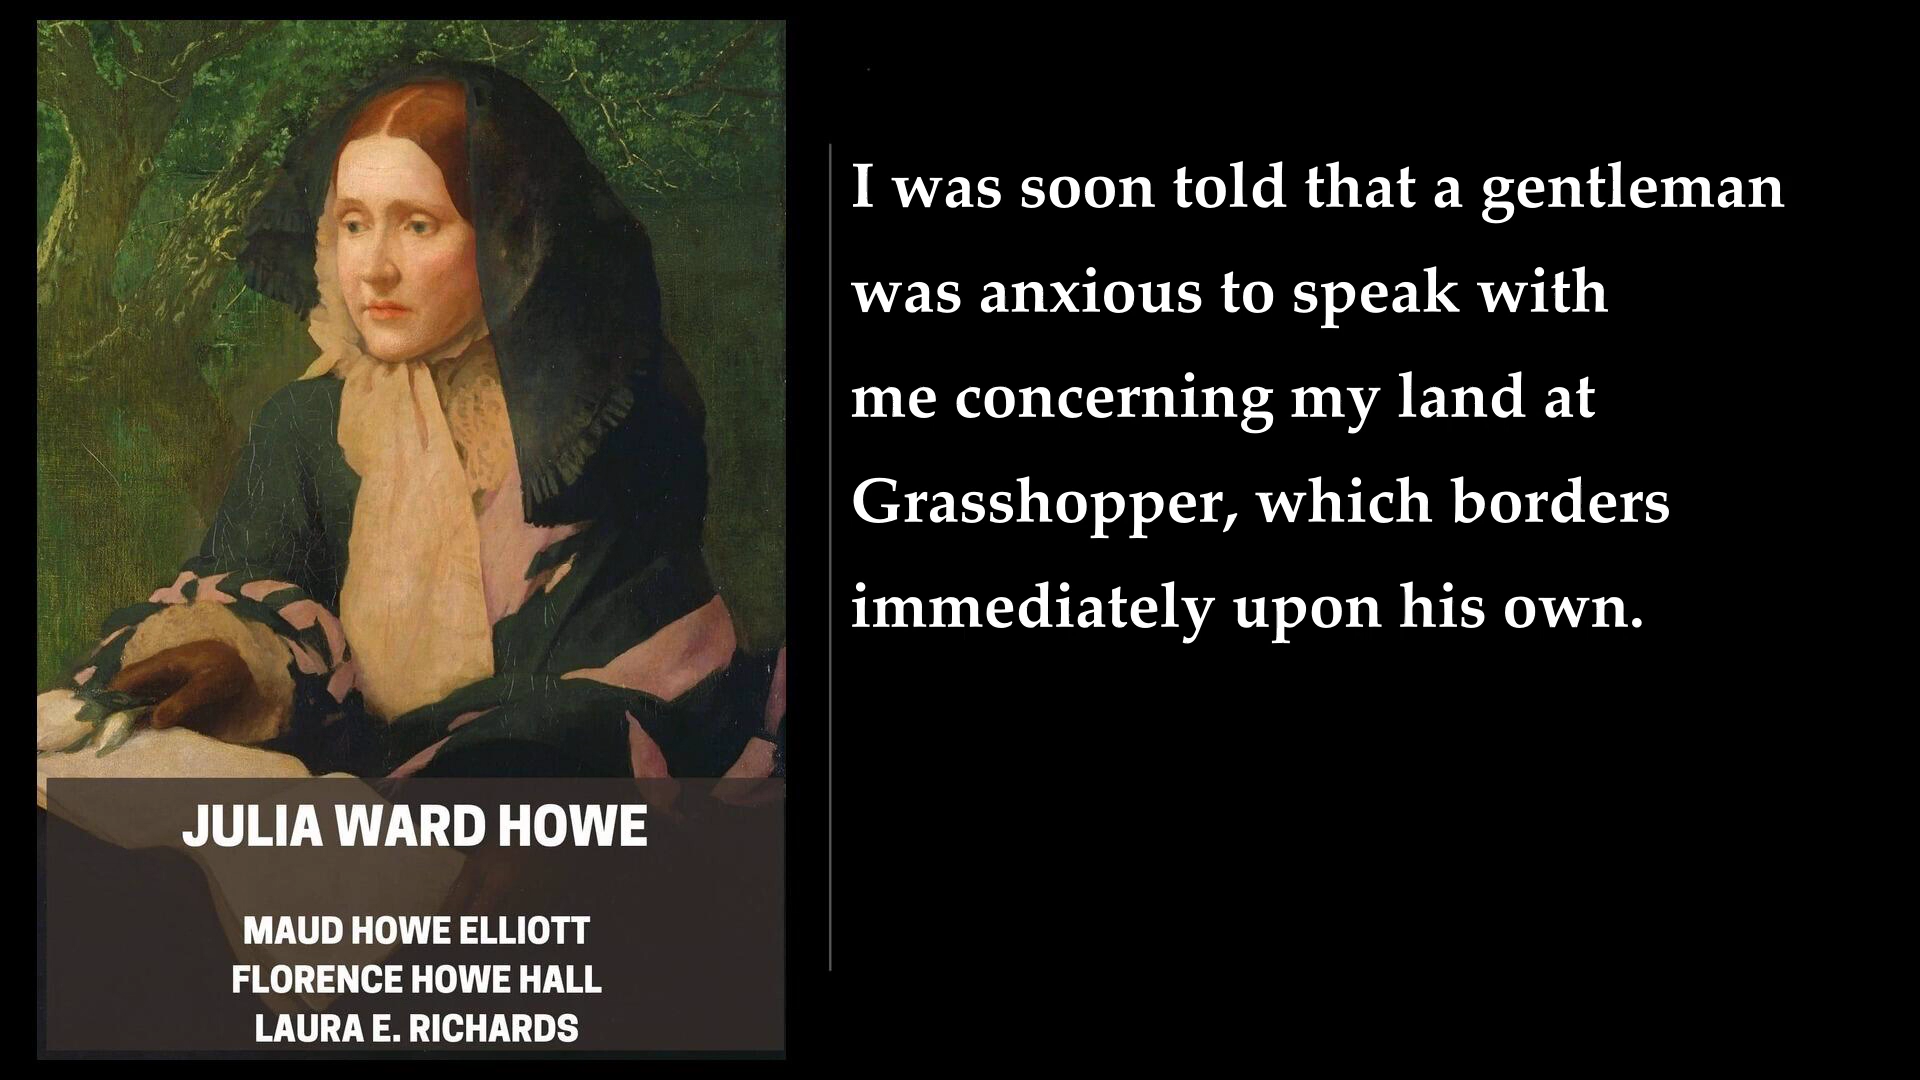 JULIA WARD HOWE
MAUD HOWE ELLIOTT
FLORENCE HOWE HALL
LAURA E. RICHARDS
I was soon told that a gentleman
was anxious to speak with
me concerning my land at
Grasshopper, which borders
immediately upon his own.